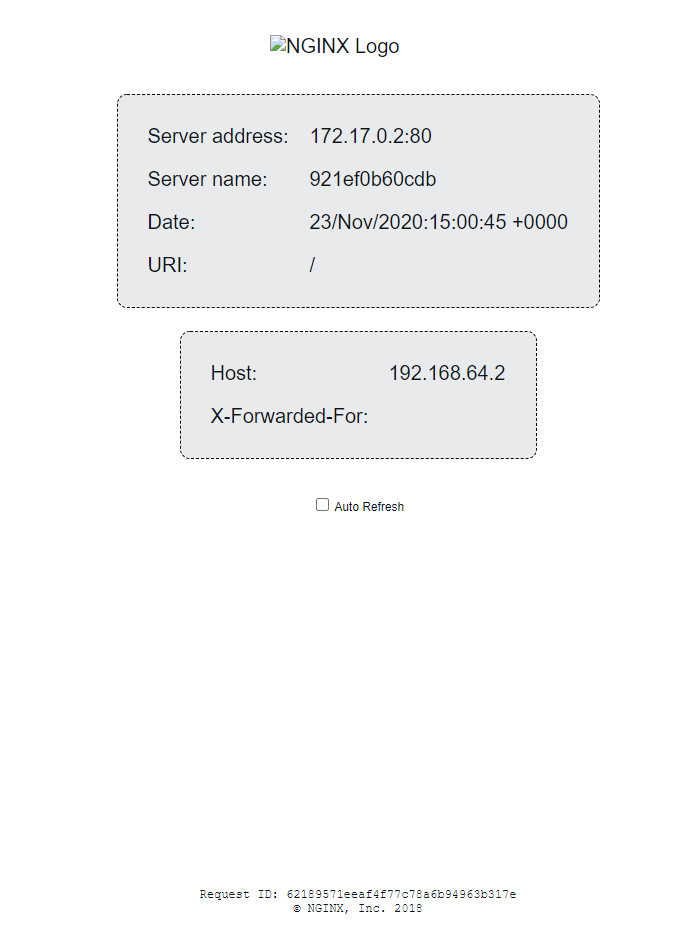 NGINX Logo
Server address: 172.17.0.2:80
Server name: 921ef0b60cdb
Date: 23/Nov/2020:15:00:45 +0000
URI: /
Host: 192.168.64.2
X-Forwarded-For:
Auto Refresh
Request ID: 62189571eeaf4f77c78a6b94963b317e
© NGINX, Inc. 2018